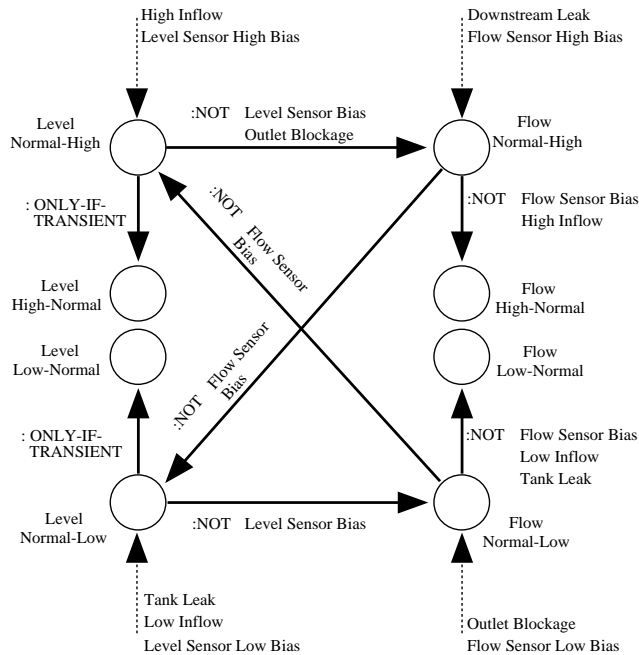 High Inflow
Level Sensor High Bias
Downstream Leak
Flow Sensor High Bias
Level
Normal-High
:NOT Level Sensor Bias
Outlet Blockage
Flow
Normal-High
: ONLY-IF-
TRANSIENT
:NOT Flow Sensor
Bias
:NOT Flow Sensor Bias
High Inflow
Level
High-Normal
Flow
High-Normal
Level
Low-Normal
Flow
Low-Normal
:NOT Flow Sensor
Bias
: ONLY-IF-
TRANSIENT
:NOT Flow Sensor Bias
Low Inflow
Tank Leak
Level
Normal-Low
:NOT Level Sensor Bias
Flow
Normal-Low
Tank Leak
Low Inflow
Level Sensor Low Bias
Outlet Blockage
Flow Sensor Low Bias